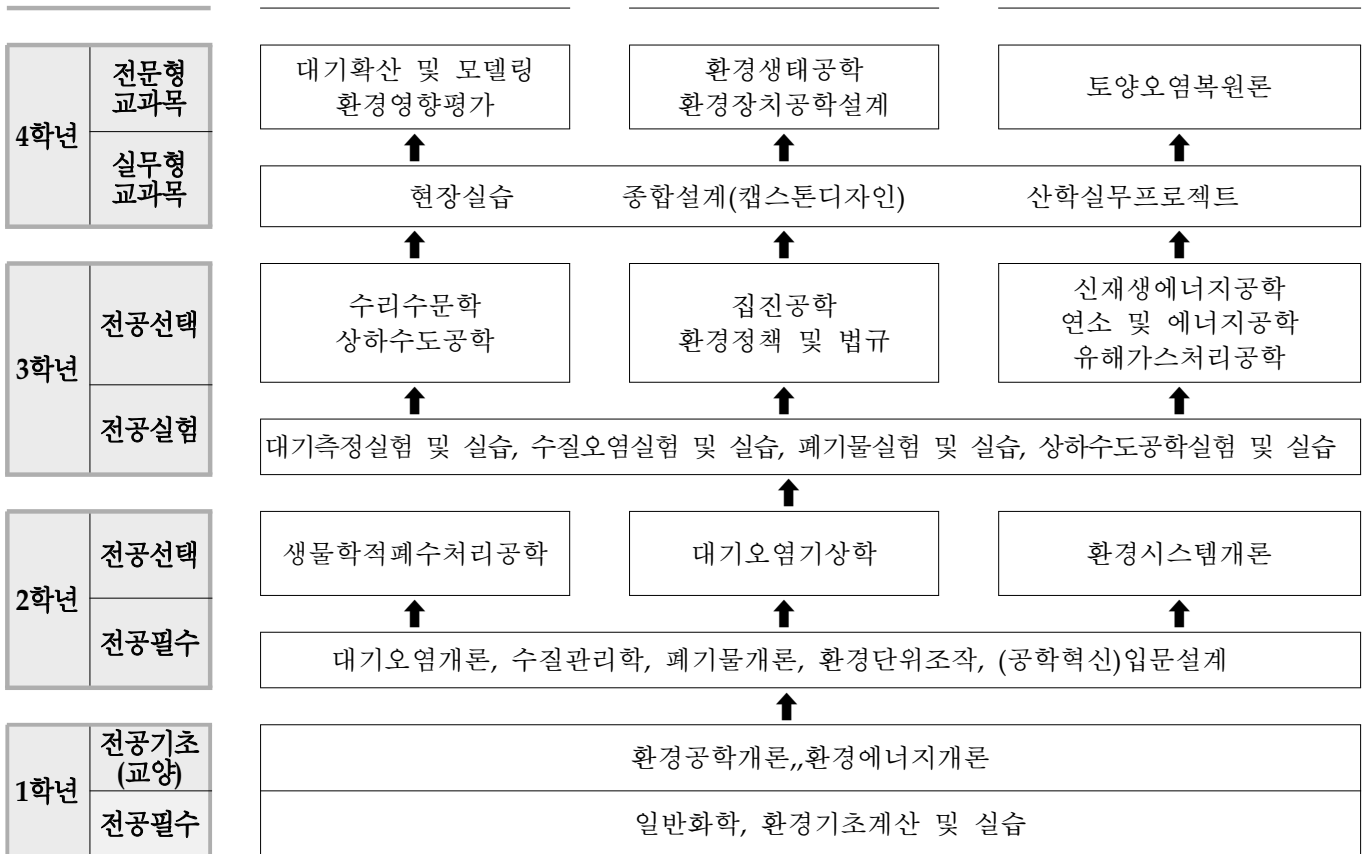 4학년
전문형
교과목
대기확산 및 모델링
환경영향평가
환경생태공학
환경장치공학설계
토양오염복원론
실무형
교과목
현장실습
종합설계(캡스톤디자인)
산학실무프로젝트
3학년
전공선택
수리수문학
상하수도공학
집진공학
환경정책 및 법규
신재생에너지공학
연소 및 에너지공학
유해가스처리공학
전공실험
대기측정실험 및 실습, 수질오염실험 및 실습, 폐기물실험 및 실습, 상하수도공학실험 및 실습
2학년
전공선택
생물학적폐수처리공학
대기오염기상학
환경시스템개론
전공필수
대기오염개론, 수질관리학, 폐기물개론, 환경단위조작, (공학혁신)입문설계
1학년
전공기초
(교양)
환경공학개론,,환경에너지개론
전공필수
일반화학, 환경기초계산 및 실습